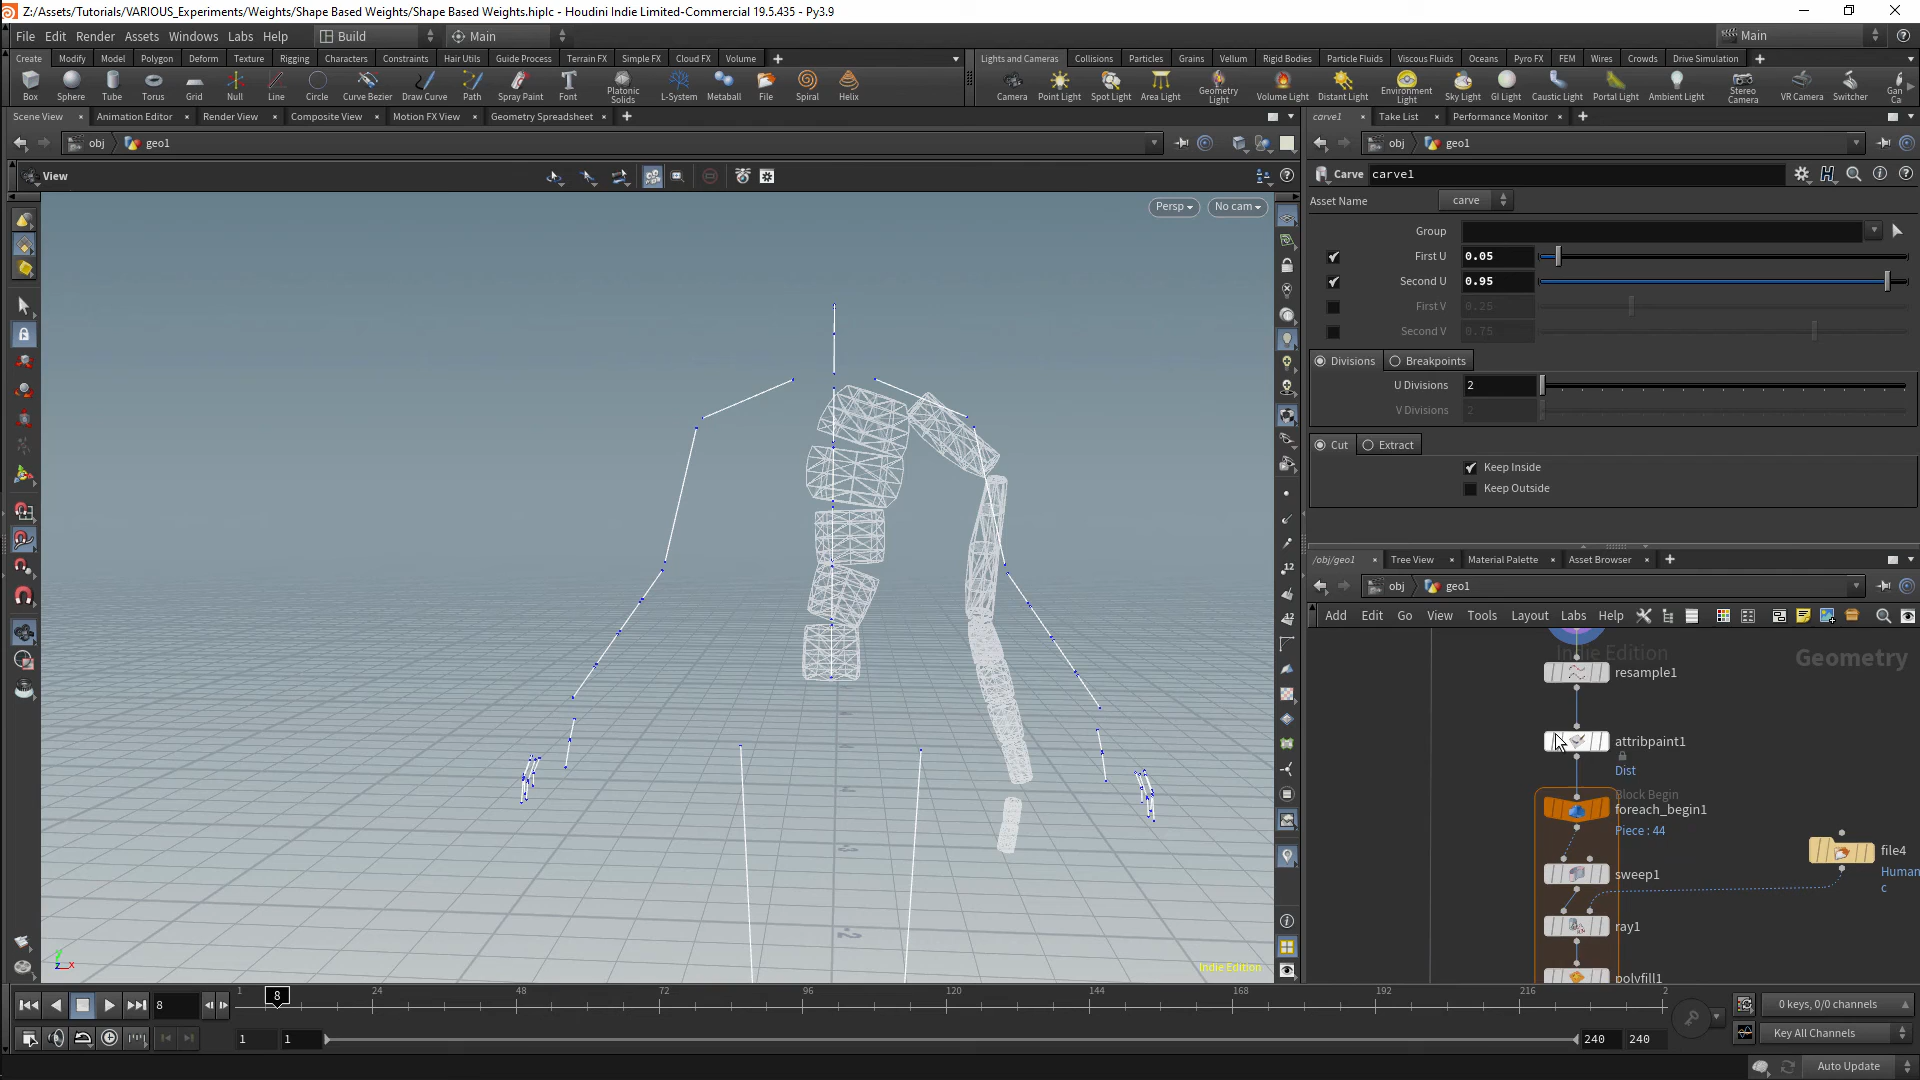 Z:/Assets/Tutorials/VARIOUS_Experiments/Weights/Shape Based Weights/Shape Based Weights.hiplc - Houdini Indie Limited-Commercial 19.5.435 - Py3.9
File Edit Render Assets Windows Labs Help Build Main Main
Create Modify Model Polygon Deform Texture Rigging Characters Constraints Hair Utils Guide Process Terrain FX Simple FX Cloud FX Volume
Lights and Cameras Collisions Particles Grains Vellum Rigid Bodies Particle Fluids Viscous Fluids Oceans Pyro FX FEM Wires Crowds Drive Simulation
Box Sphere Tube Torus Grid Null Line Circle Curve Bezier Draw Curve Path Spray Paint Font Platonic Solids L-System Metaball File Spiral Helix
Camera Point Light Spot Light Area Light Geometry Light Volume Light Distant Light Environment Light Sky Light GI Light Caustic Light Portal Light Ambient Light Stereo Camera VR Camera Switcher Gan Ca
Scene View Animation Editor Render View Composite View Motion FX View Geometry Spreadsheet
carve1 Take List Performance Monitor
obj geo1
obj geo1
View
Carve carve1
Asset Name carve
Persp No cam
Group
First U 0.05
Second U 0.95
First V 0.25
Second V 0.75
Divisions Breakpoints
U Divisions 2
V Divisions 2
Cut Extract
Keep Inside
Keep Outside
/obj/geo1 Tree View Material Palette Asset Browser
obj geo1
Add Edit Go View Tools Layout Labs Help
Indie Edition Geometry
resample1
attribpaint1
Dist
Block Begin
foreach_begin1
Piece : 44
file4
Human
c
sweep1
ray1
polyfill1
Indie Edition
8 1 8 24 48 72 96 120 144 168 192 216 2
0 keys, 0/0 channels
1 1 240 240
Key All Channels
Auto Update